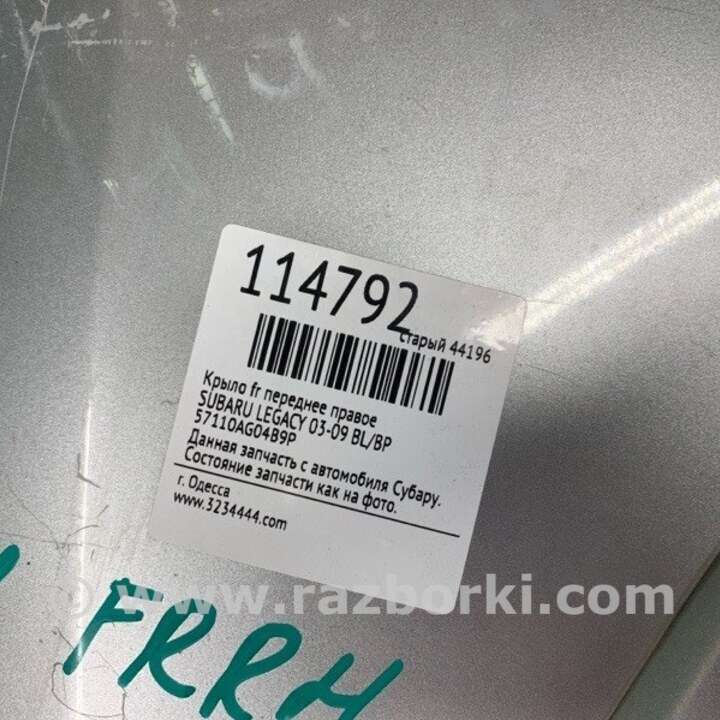 114792
старый 44196
Крыло fr переднее правое
SUBARU LEGACY 03-09 BL/BP
57110AG04B9P
Данная запчасть с автомобиля Субару.
Состояние запчасти как на фото.
г. Одесса
www.3234444.com
www.razborki.com
FRRH